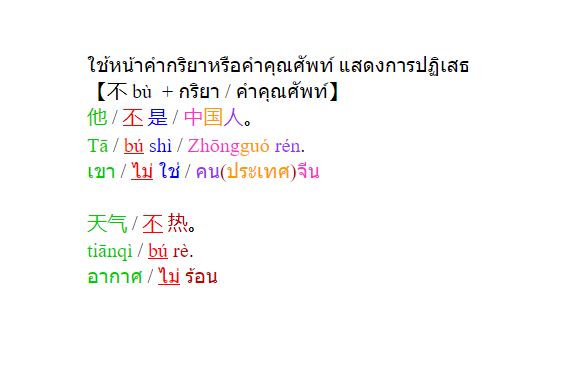 ใช้หน้าคำกริยาหรือคำคุณศัพท์ แสดงการปฏิเสธ
【不 bù + กริยา / คำคุณศัพท์】
他 / 不 是 / 中国人。
Tā / bú shì / Zhōngguó rén.
เขา / ไม่ ใช่ / คน(ประเทศ)จีน
天气 / 不 热。
tiānqì / bú rè.
อากาศ / ไม่ ร้อน